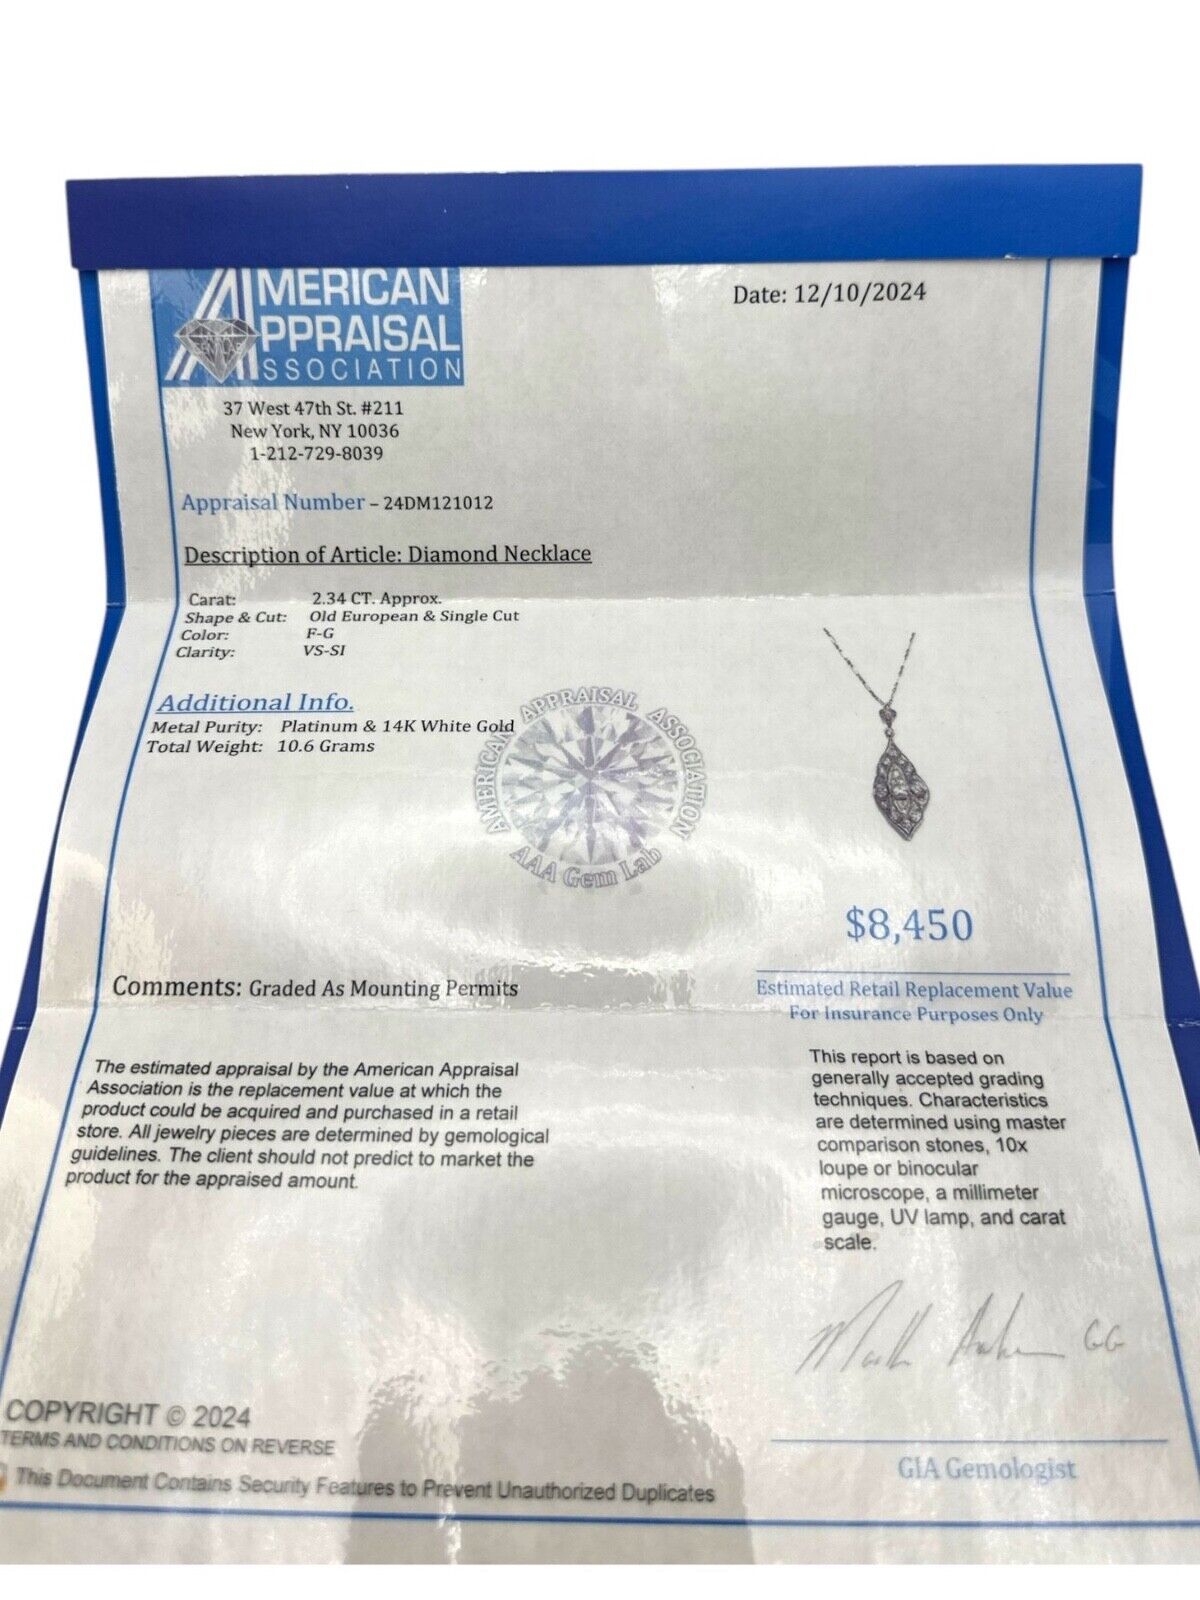 AMERICAN
APPRAISAL
ASSOCIATION
GEM LAB
Date: 12/10/2024
37 West 47th St. #211
New York, NY 10036
1-212-729-8039
Appraisal Number – 24DM121012
Description of Article: Diamond Necklace
Carat: 2.34 CT. Approx.
Shape & Cut: Old European & Single Cut
Color: F-G
Clarity: VS-SI
Additional Info.
Metal Purity: Platinum & 14K White Gold
Total Weight: 10.6 Grams
AMERICAN APPRAISAL ASSOCIATION
AAA Gem Lab
$8,450
Estimated Retail Replacement Value
For Insurance Purposes Only
Comments: Graded As Mounting Permits
The estimated appraisal by the American Appraisal
Association is the replacement value at which the
product could be acquired and purchased in a retail
store. All jewelry pieces are determined by gemological
guidelines. The client should not predict to market the
product for the appraised amount.
This report is based on
generally accepted grading
techniques. Characteristics
are determined using master
comparison stones, 10x
loupe or binocular
microscope, a millimeter
gauge, UV lamp, and carat
scale.
GG
GIA Gemologist
COPYRIGHT © 2024
TERMS AND CONDITIONS ON REVERSE
This Document Contains Security Features to Prevent Unauthorized Duplicates